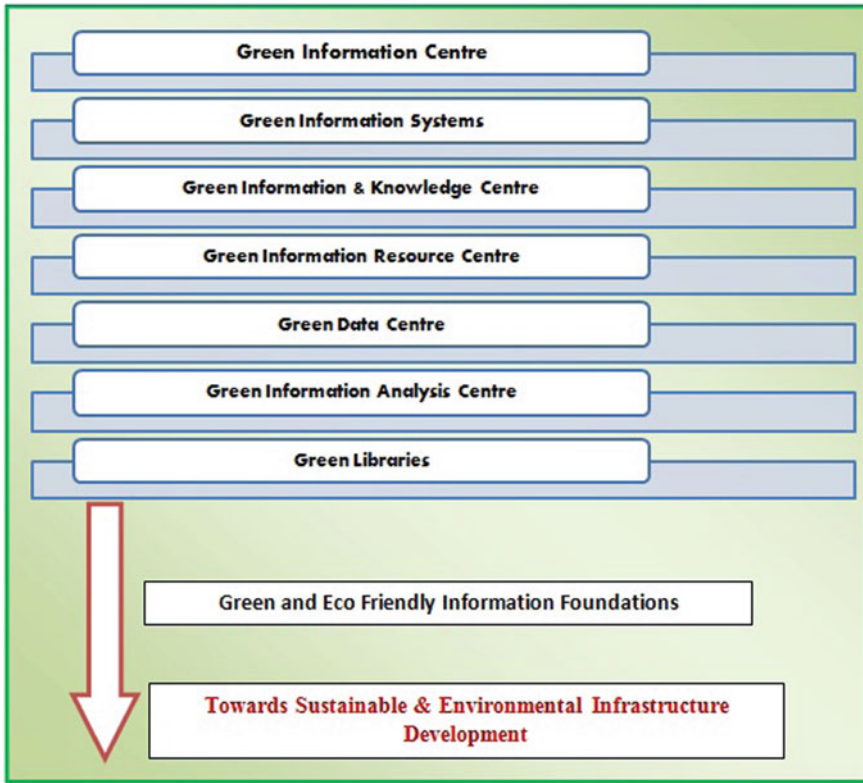 Green Information Centre
Green Information Systems
Green Information & Knowledge Centre
Green Information Resource Centre
Green Data Centre
Green Information Analysis Centre
Green Libraries
Green and Eco Friendly Information Foundations
Towards Sustainable & Environmental Infrastructure
Development